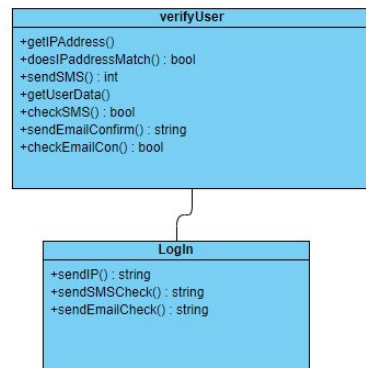 verifyUser
+getIPAddress()
+doesIPaddressMatch() : bool
+sendSMS() : int
+getUserData()
+checkSMS() : bool
+sendEmailConfirm() : string
+checkEmailCon() : bool
LogIn
+sendIP() : string
+sendSMSCheck() : string
+sendEmailCheck() : string